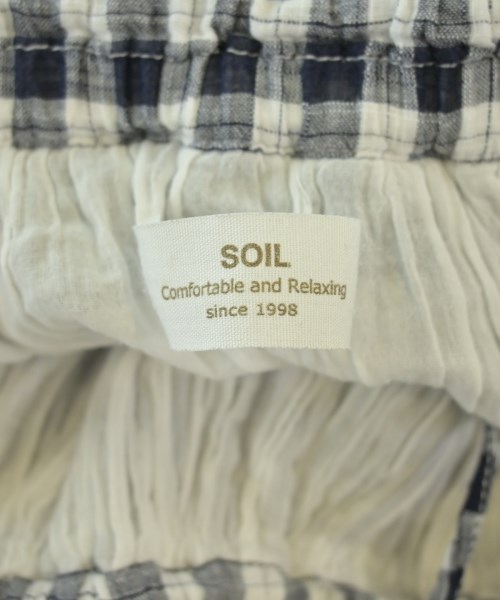 SOIL
Comfortable and Relaxing
since 1998